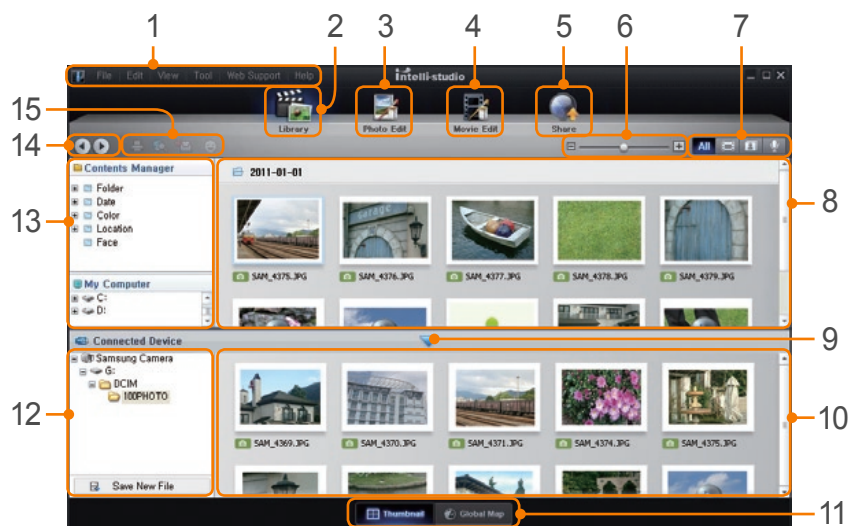 1 2 3 4 5 6 7
File Edit View Tool Web Support Help
intelli-studio
Library Photo Edit Movie Edit Share
15
14
All
Contents Manager
2011-01-01
Folder
Date
Color
Location
Face
13
8
SAM_4375.JPG SAM_4376.JPG SAM_4377.JPG SAM_4378.JPG SAM_4379.JPG
My Computer
C:
D:
Connected Device
9
Samsung Camera
G:
DCIM
100PHOTO
12
10
SAM_4369.JPG SAM_4370.JPG SAM_4371.JPG SAM_4374.JPG SAM_4375.JPG
Save New File
Thumbnail Global Map
11